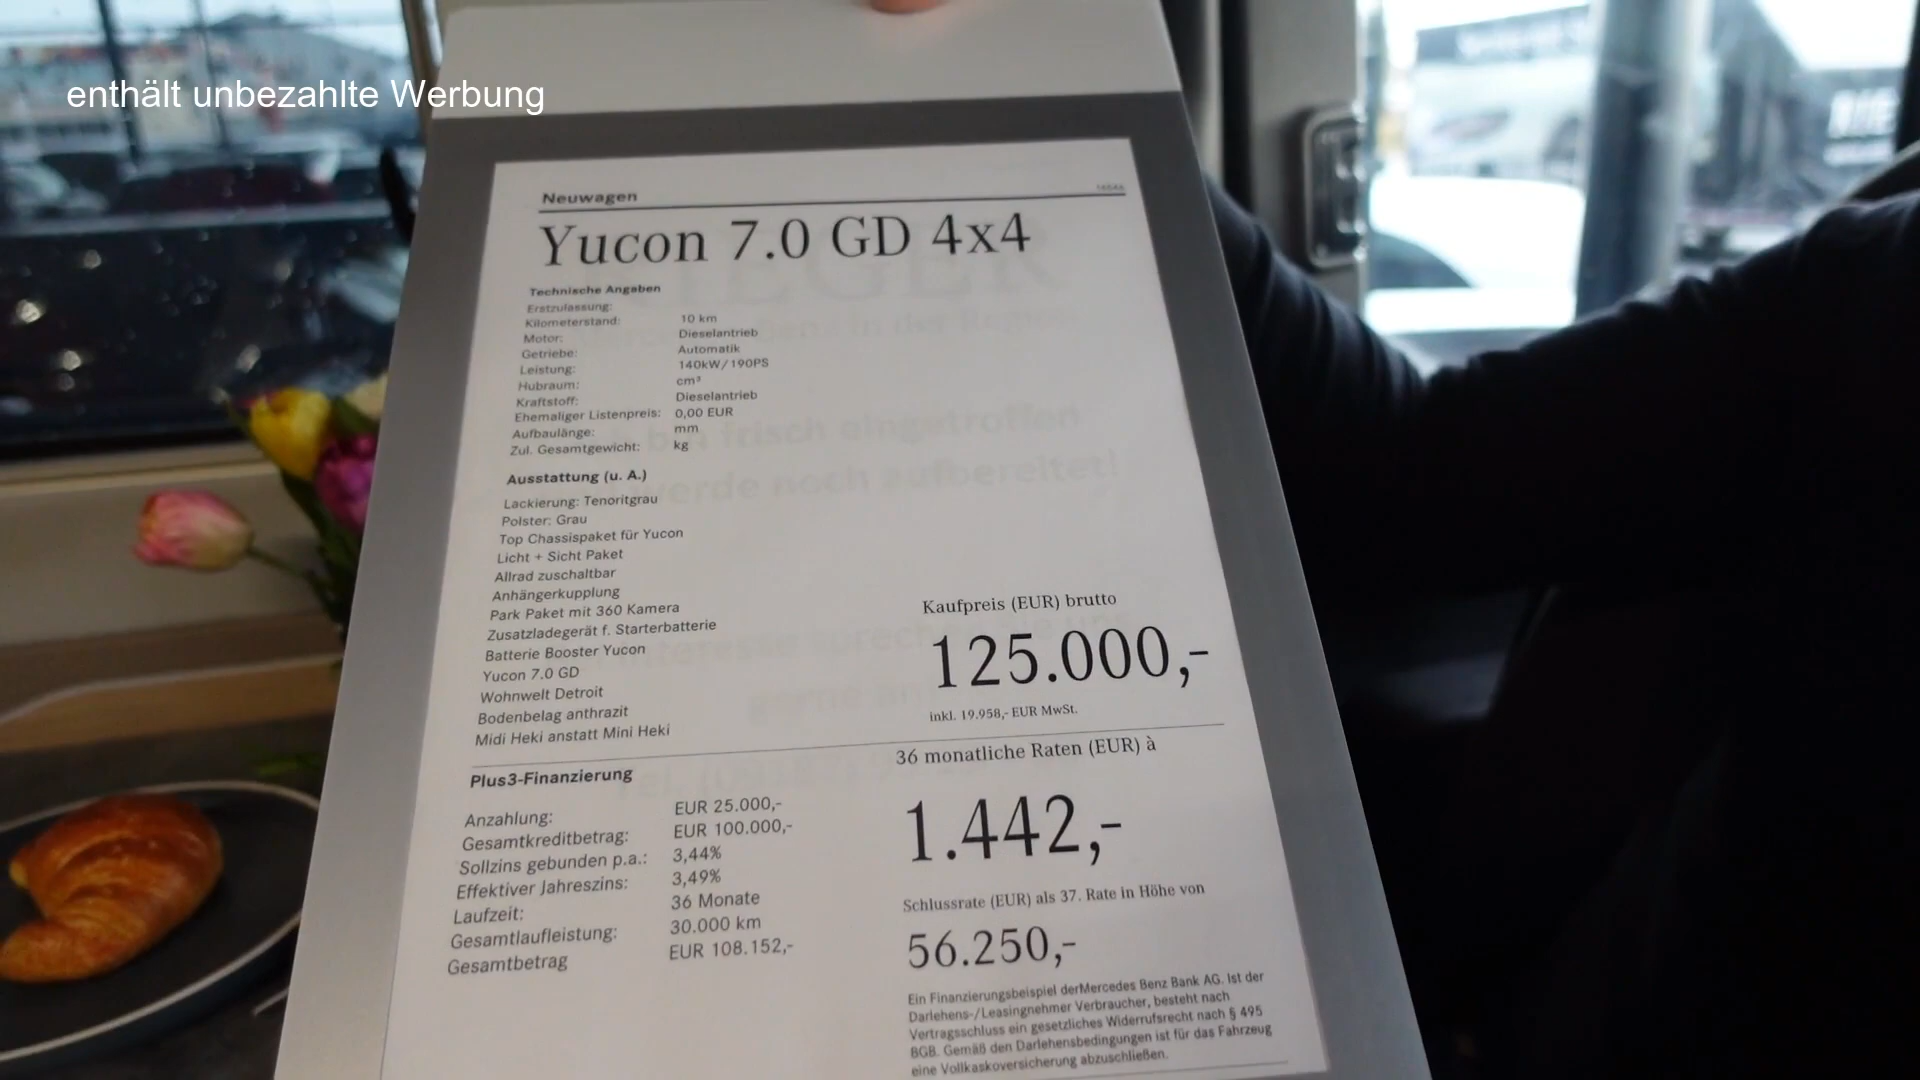 enthält unbezahlte Werbung
Neuwagen
Yucon 7.0 GD 4x4
Technische Angaben
Erstzulassung:
Kilometerstand: 10 km
Motor: Dieselantrieb
Getriebe: Automatik
Leistung: 140kW/190PS
Hubraum: cm³
Kraftstoff: Dieselantrieb
Ehemaliger Listenpreis: 0,00 EUR
Aufbaulänge: mm
Zul. Gesamtgewicht: kg
Ausstattung (u. A.)
Lackierung: Tenoritgrau
Polster: Grau
Top Chassispaket für Yucon
Licht + Sicht Paket
Allrad zuschaltbar
Anhängerkupplung
Park Paket mit 360 Kamera
Zusatzladegerät f. Starterbatterie
Batterie Booster Yucon
Yucon 7.0 GD
Wohnwelt Detroit
Bodenbelag anthrazit
Midi Heki anstatt Mini Heki
Kaufpreis (EUR) brutto
125.000,-
inkl. 19.958,- EUR MwSt.
Plus3-Finanzierung
Anzahlung: EUR 25.000,-
Gesamtkreditbetrag: EUR 100.000,-
Sollzins gebunden p.a.: 3,44%
Effektiver Jahreszins: 3,49%
Laufzeit: 36 Monate
Gesamtlaufleistung: 30.000 km
Gesamtbetrag EUR 108.152,-
36 monatliche Raten (EUR) à
1.442,-
Schlussrate (EUR) als 37. Rate in Höhe von
56.250,-
Ein Finanzierungsbeispiel derMercedes Benz Bank AG. Ist der
Darlehens-/Leasingnehmer Verbraucher, besteht nach
Vertragsschluss ein gesetzliches Widerrufsrecht nach § 495
BGB. Gemäß den Darlehensbedingungen ist für das Fahrzeug
eine Vollkaskoversicherung abzuschließen.